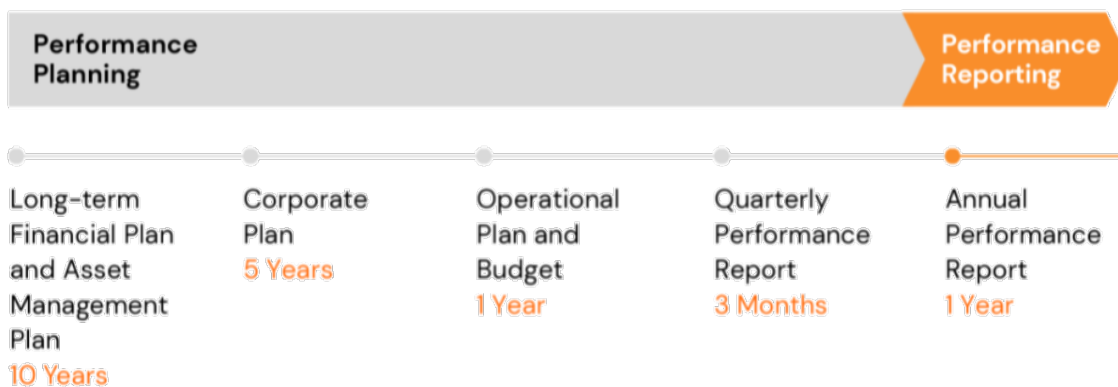 Performance
Planning
Performance
Reporting
Long-term
Financial Plan
and Asset
Management
Plan
10 Years
Corporate
Plan
5 Years
Operational
Plan and
Budget
1 Year
Quarterly
Performance
Report
3 Months
Annual
Performance
Report
1 Year